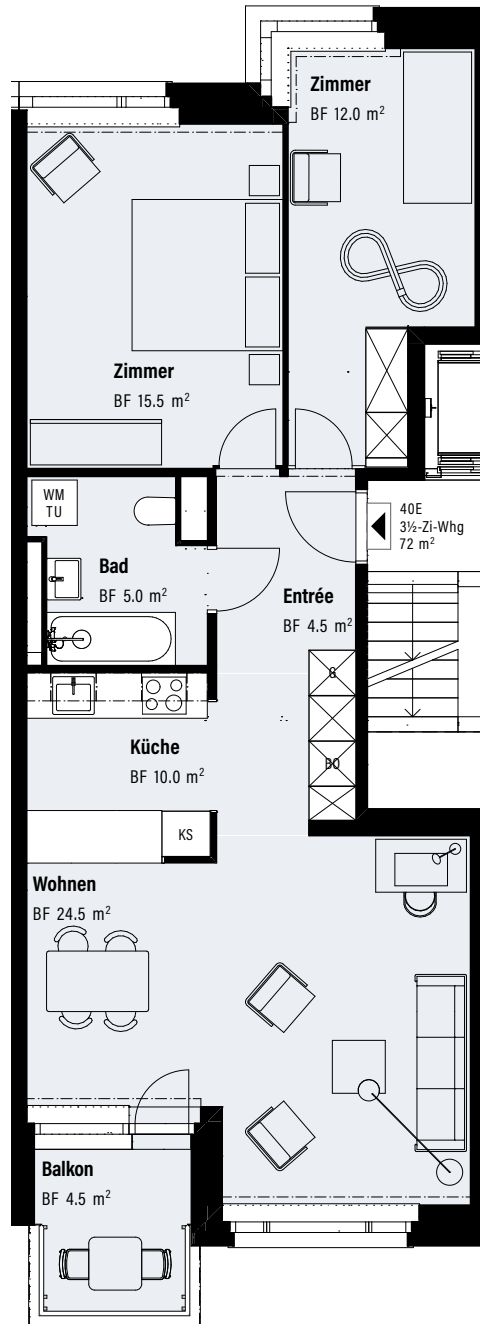 Zimmer
BF 12.0 m²
Zimmer
BF 15.5 m²
WM
TU
40E
3½-Zi-Whg
72 m²
Bad
BF 5.0 m²
Entrée
BF 4.5 m²
Küche
BF 10.0 m²
BO
KS
Wohnen
BF 24.5 m²
Balkon
BF 4.5 m²